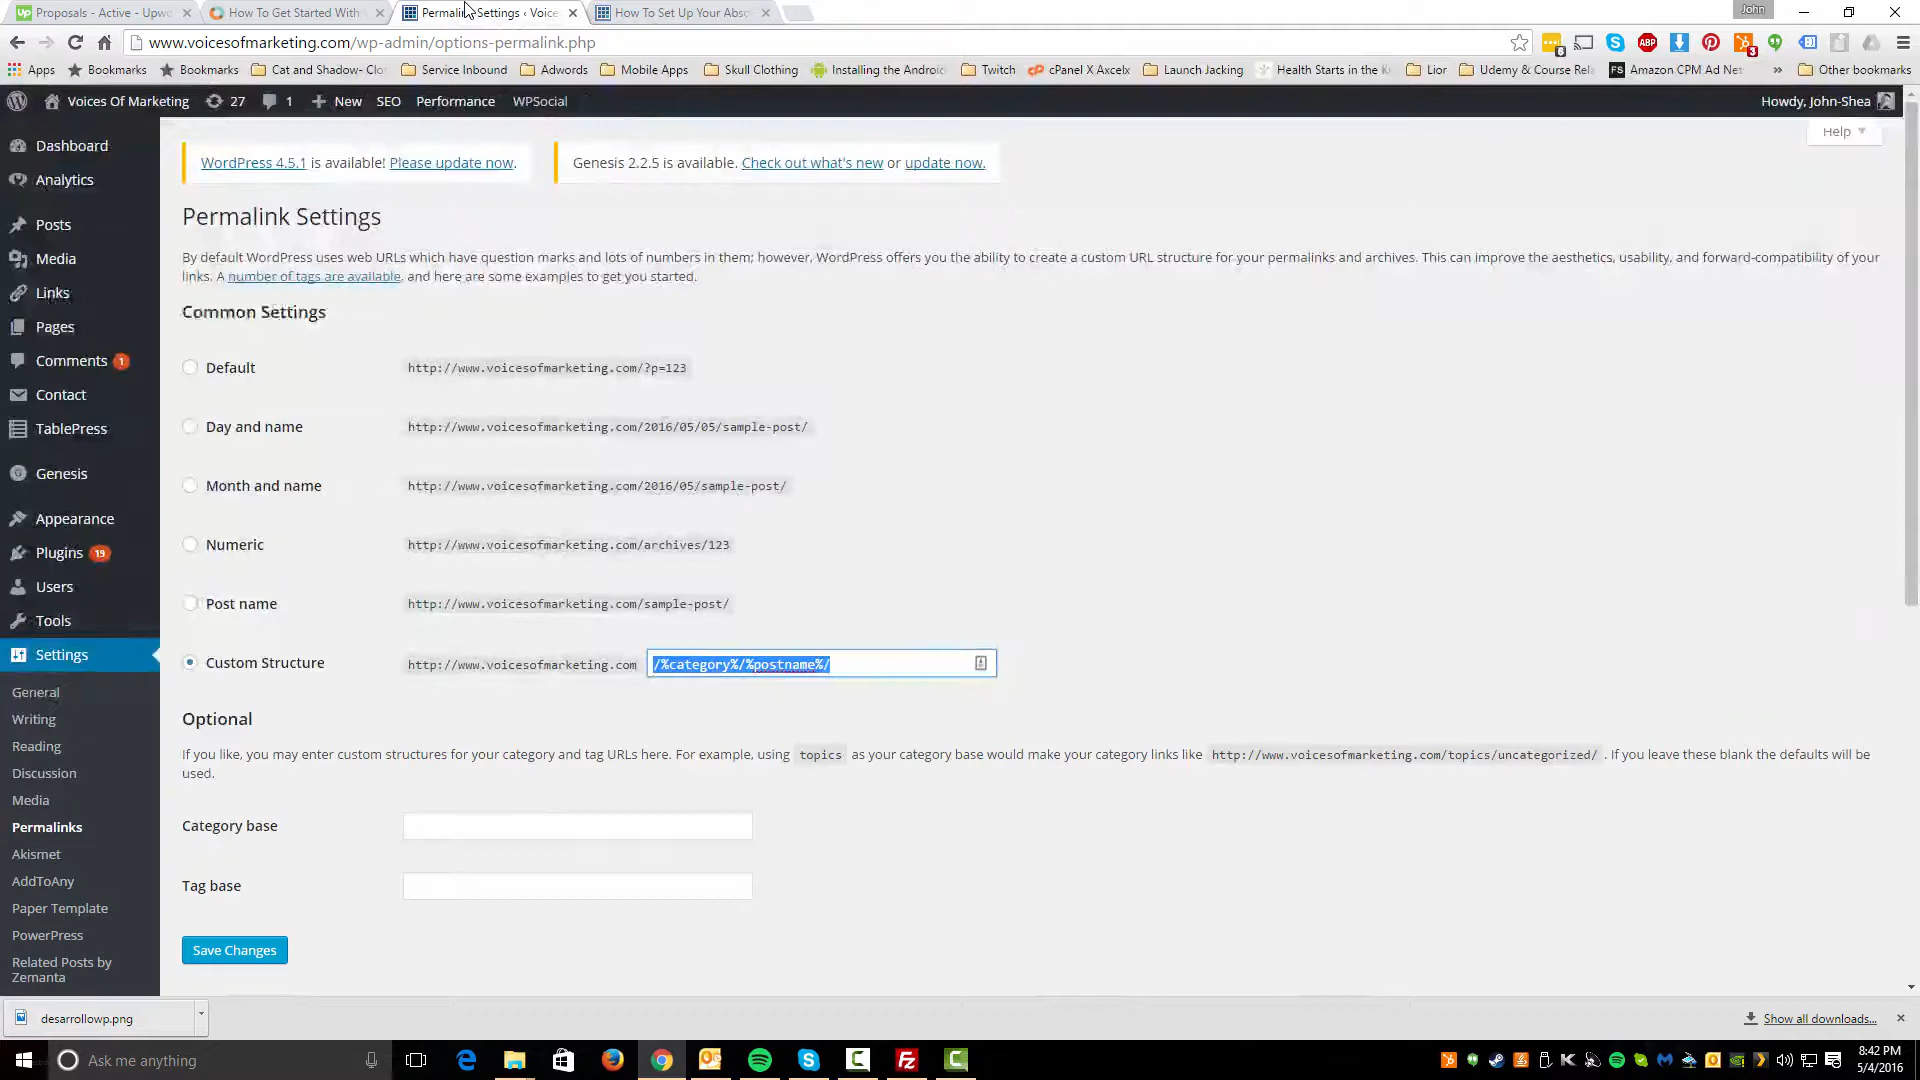 Proposals - Active - Upwo
How To Get Started With
Permalink Settings ‹ Voice
How To Set Up Your Abso
John
www.voicesofmarketing.com/wp-admin/options-permalink.php
6
ABP
3
Apps
Bookmarks
Bookmarks
Cat and Shadow- Clo
Service Inbound
Adwords
Mobile Apps
Skull Clothing
Installing the Androi
Twitch
cP cPanel X Axcelx
Launch Jacking
Health Starts in the K
Lior
Udemy & Course Rela
FS Amazon CPM Ad Net
»
Other bookmarks
Voices Of Marketing
27
1
New
SEO
Performance
WPSocial
Howdy, John-Shea
Help
Dashboard
Analytics
Posts
Media
Links
Pages
Comments 1
Contact
TablePress
Genesis
Appearance
Plugins 19
Users
Tools
Settings
General
Writing
Reading
Discussion
Media
Permalinks
Akismet
AddToAny
Paper Template
PowerPress
Related Posts by
Zemanta
WordPress 4.5.1 is available! Please update now.
Genesis 2.2.5 is available. Check out what's new or update now.
Permalink Settings
By default WordPress uses web URLs which have question marks and lots of numbers in them; however, WordPress offers you the ability to create a custom URL structure for your permalinks and archives. This can improve the aesthetics, usability, and forward-compatibility of your
links. A number of tags are available, and here are some examples to get you started.
Common Settings
Default http://www.voicesofmarketing.com/?p=123
Day and name http://www.voicesofmarketing.com/2016/05/05/sample-post/
Month and name http://www.voicesofmarketing.com/2016/05/sample-post/
Numeric http://www.voicesofmarketing.com/archives/123
Post name http://www.voicesofmarketing.com/sample-post/
Custom Structure http://www.voicesofmarketing.com /%category%/%postname%/
Optional
If you like, you may enter custom structures for your category and tag URLs here. For example, using topics as your category base would make your category links like http://www.voicesofmarketing.com/topics/uncategorized/ . If you leave these blank the defaults will be
used.
Category base
Tag base
Save Changes
desarrollowp.png
Show all downloads...
Ask me anything
8:42 PM
5/4/2016